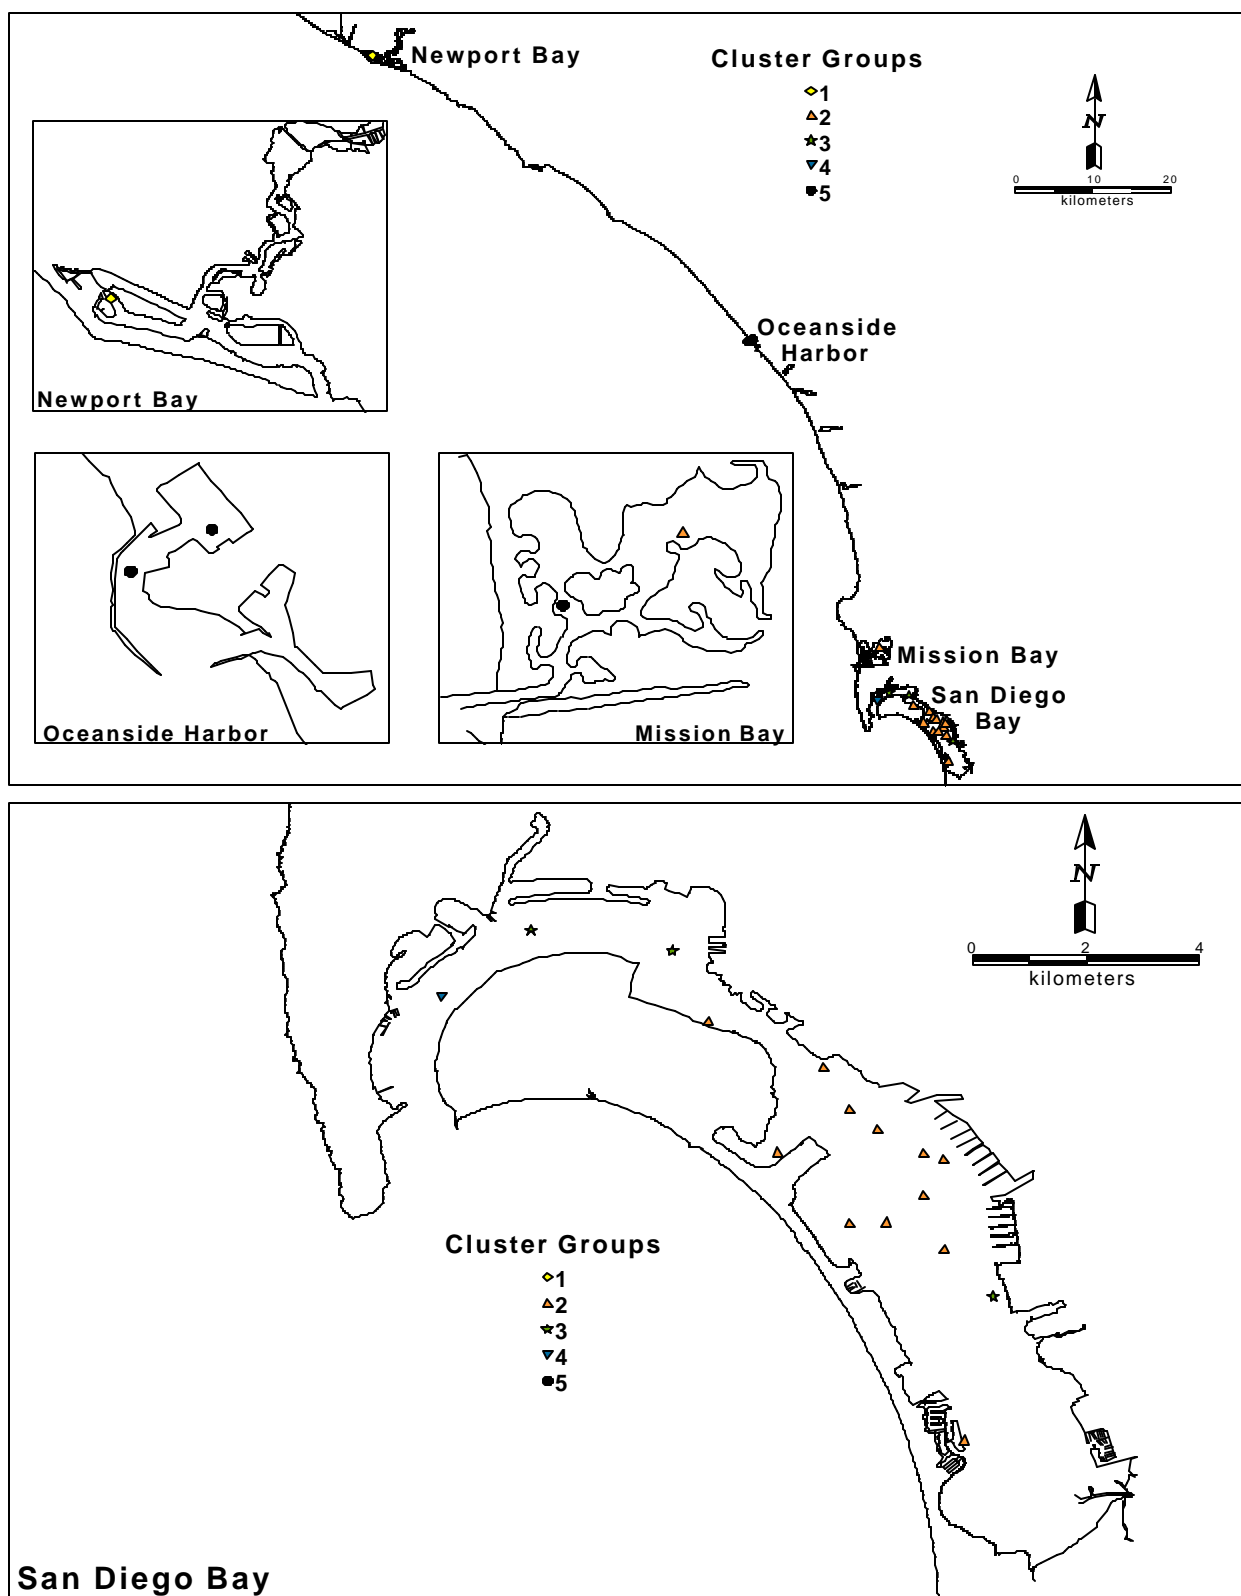 Newport Bay
Cluster Groups
1
2
3
4
5
N
0 10 20
kilometers
Newport Bay
Oceanside
Harbor
Oceanside Harbor
Mission Bay
Mission Bay
San Diego
Bay
N
0 2 4
kilometers
Cluster Groups
1
2
3
4
5
San Diego Bay